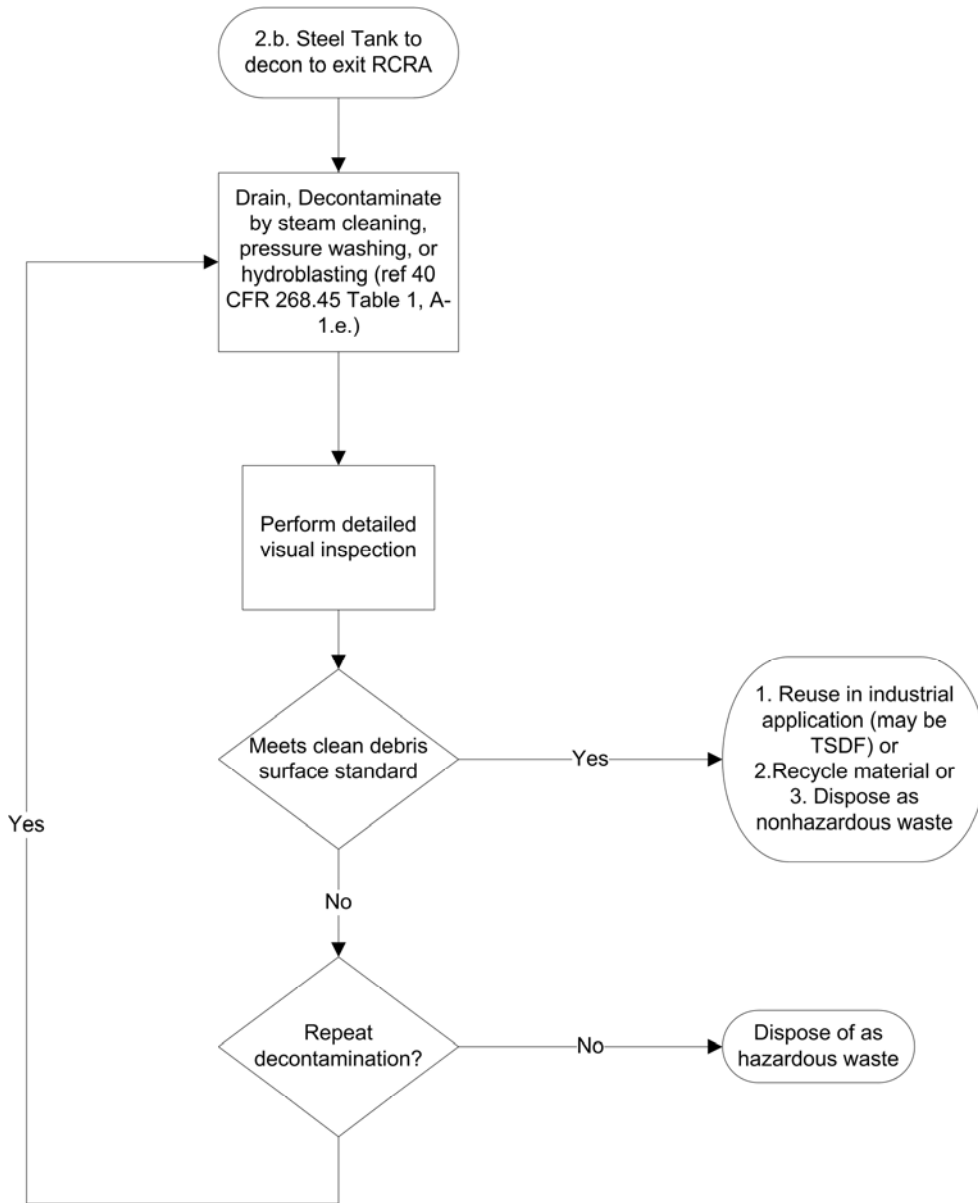 2.b. Steel Tank to
decon to exit RCRA
Drain, Decontaminate
by steam cleaning,
pressure washing, or
hydroblasting (ref 40
CFR 268.45 Table 1, A-
1.e.)
Perform detailed
visual inspection
Meets clean debris
surface standard
Yes
1. Reuse in industrial
application (may be
TSDF) or
2.Recycle material or
3. Dispose as
nonhazardous waste
Yes
No
Repeat
decontamination?
No
Dispose of as
hazardous waste